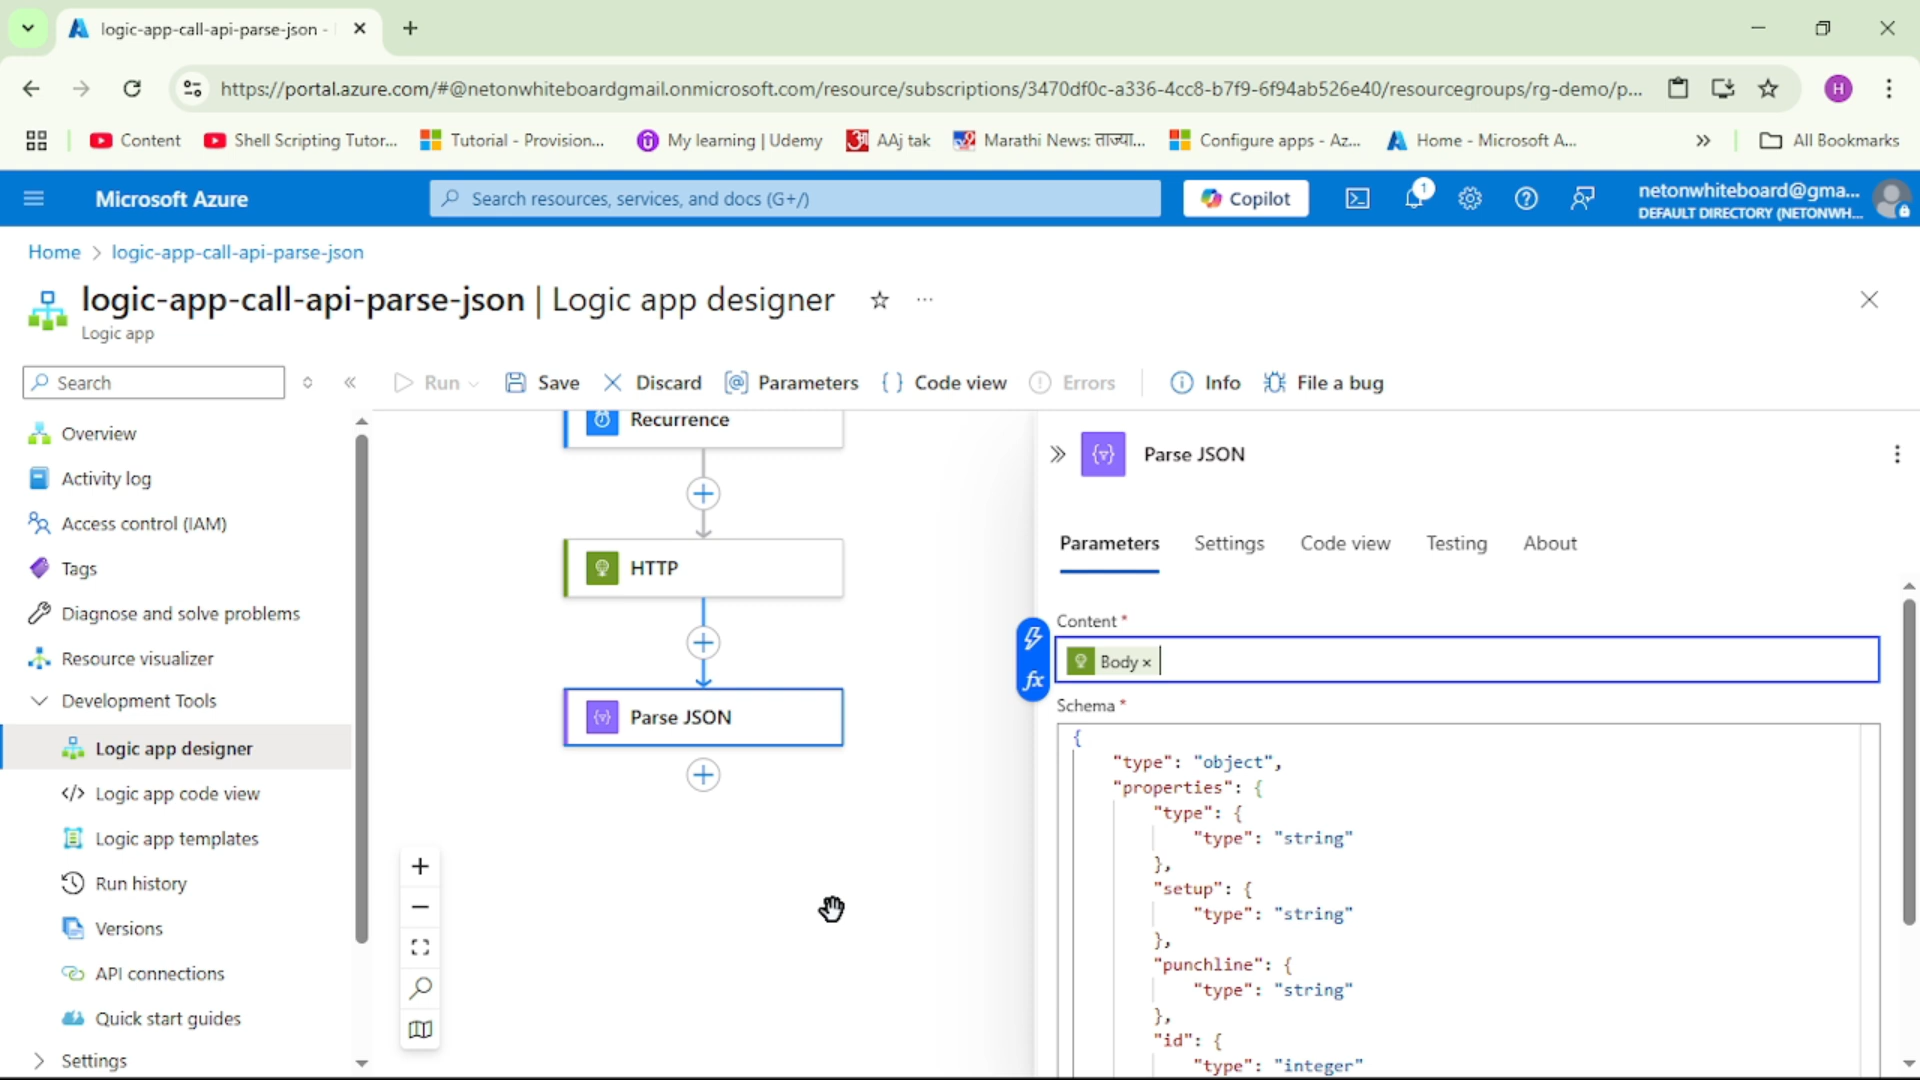 logic-app-call-api-parse-json -
https://portal.azure.com/#@netonwhiteboardgmail.onmicrosoft.com/resource/subscriptions/3470df0c-a336-4cc8-b7f9-6f94ab526e40/resourcegroups/rg-demo/p...
H
Content
Shell Scripting Tutor...
Tutorial - Provision...
My learning | Udemy
AAj tak
Marathi News: ताज्या...
Configure apps - Az...
Home - Microsoft A...
All Bookmarks
Microsoft Azure
Search resources, services, and docs (G+/)
Copilot
1
netonwhiteboard@gma...
DEFAULT DIRECTORY (NETONWH...
Home > logic-app-call-api-parse-json
logic-app-call-api-parse-json | Logic app designer
Logic app
Search
Run
Save
Discard
Parameters
Code view
Errors
Info
File a bug
Overview
Activity log
Access control (IAM)
Tags
Diagnose and solve problems
Resource visualizer
Development Tools
Logic app designer
Logic app code view
Logic app templates
Run history
Versions
API connections
Quick start guides
Settings
Recurrence
HTTP
Parse JSON
Parse JSON
Parameters
Settings
Code view
Testing
About
Content *
fx
Body ×
Schema *
{
"type": "object",
"properties": {
"type": {
"type": "string"
},
"setup": {
"type": "string"
},
"punchline": {
"type": "string"
},
"id": {
"type": "integer"